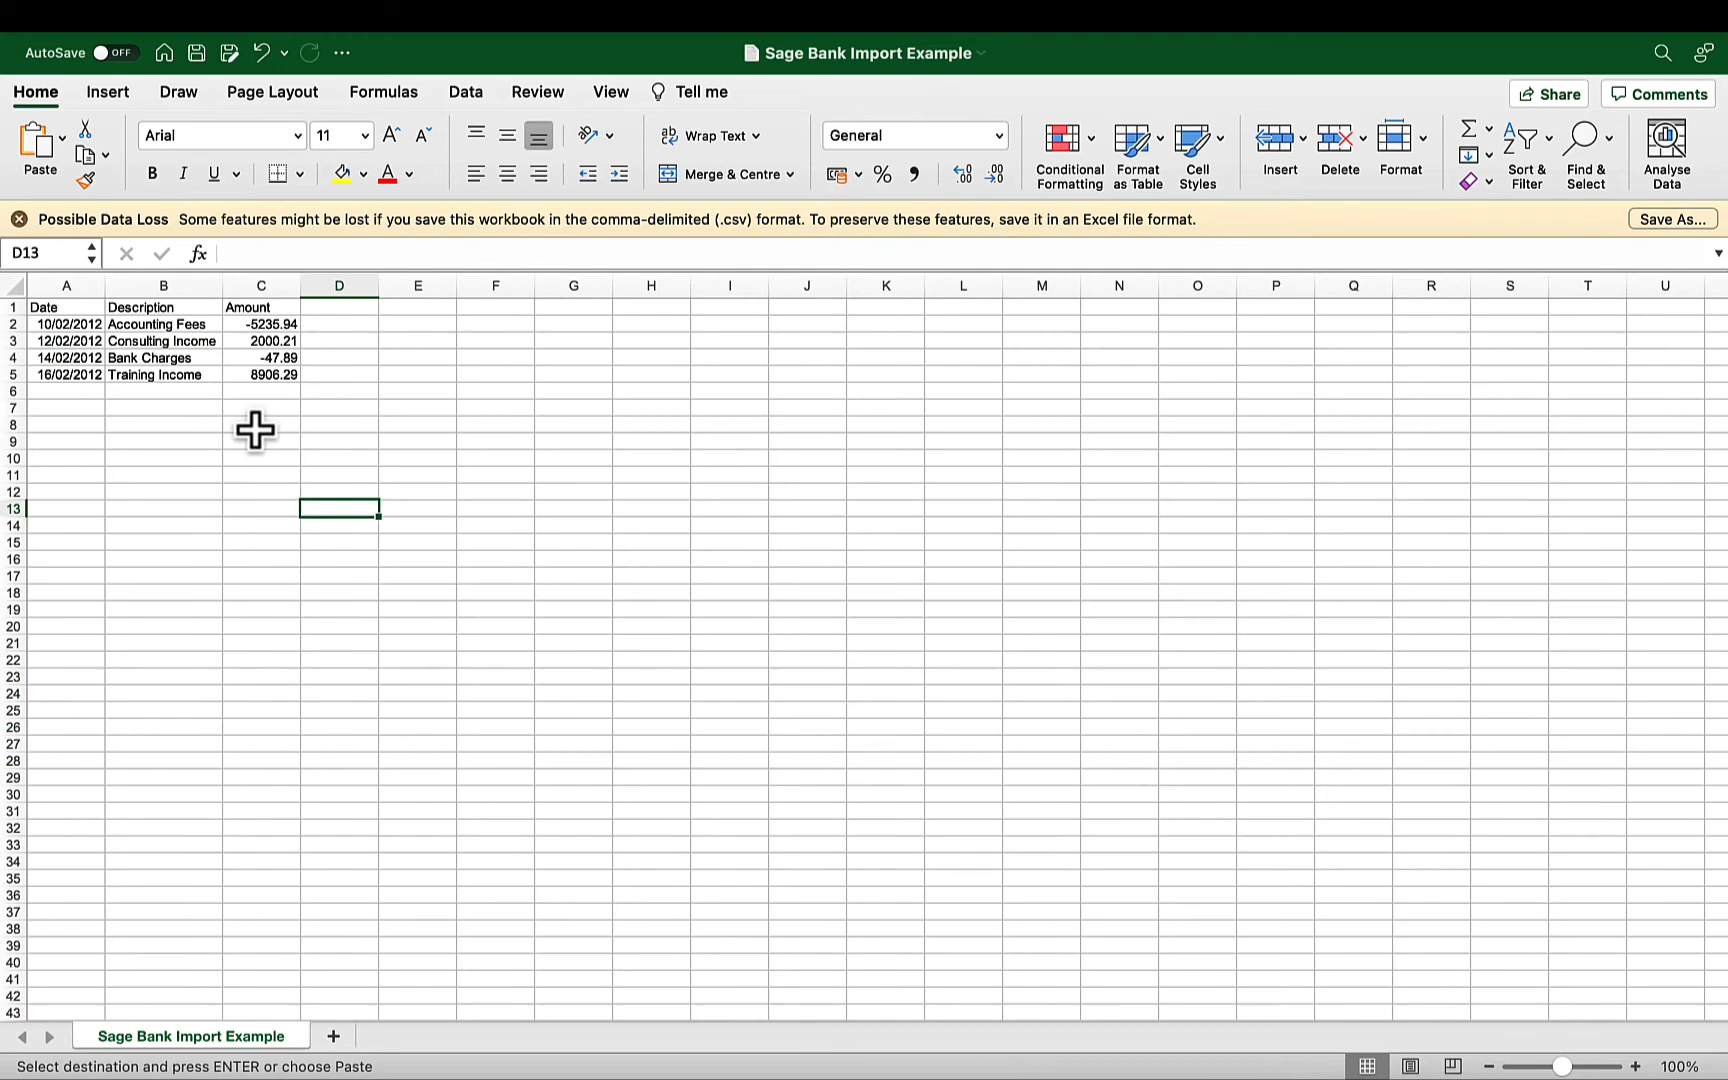 AutoSave OFF Sage Bank Import Example
Home Insert Draw Page Layout Formulas Data Review View Tell me Share Comments
Paste Arial 11 A^ A˅ Wrap Text General Conditional Formatting Format as Table Cell Styles Insert Delete Format Sort & Filter Find & Select Analyse Data
B I U A Merge & Centre % , .00
Possible Data Loss Some features might be lost if you save this workbook in the comma-delimited (.csv) format. To preserve these features, save it in an Excel file format. Save As...
D13 fx
A B C D E F G H I J K L M N O P Q R S T U
1 Date Description Amount
2 10/02/2012 Accounting Fees -5235.94
3 12/02/2012 Consulting Income 2000.21
4 14/02/2012 Bank Charges -47.89
5 16/02/2012 Training Income 8906.29
6
7
8
9
10
11
12
13
14
15
16
17
18
19
20
21
22
23
24
25
26
27
28
29
30
31
32
33
34
35
36
37
38
39
40
41
42
43
Sage Bank Import Example +
Select destination and press ENTER or choose Paste 100%